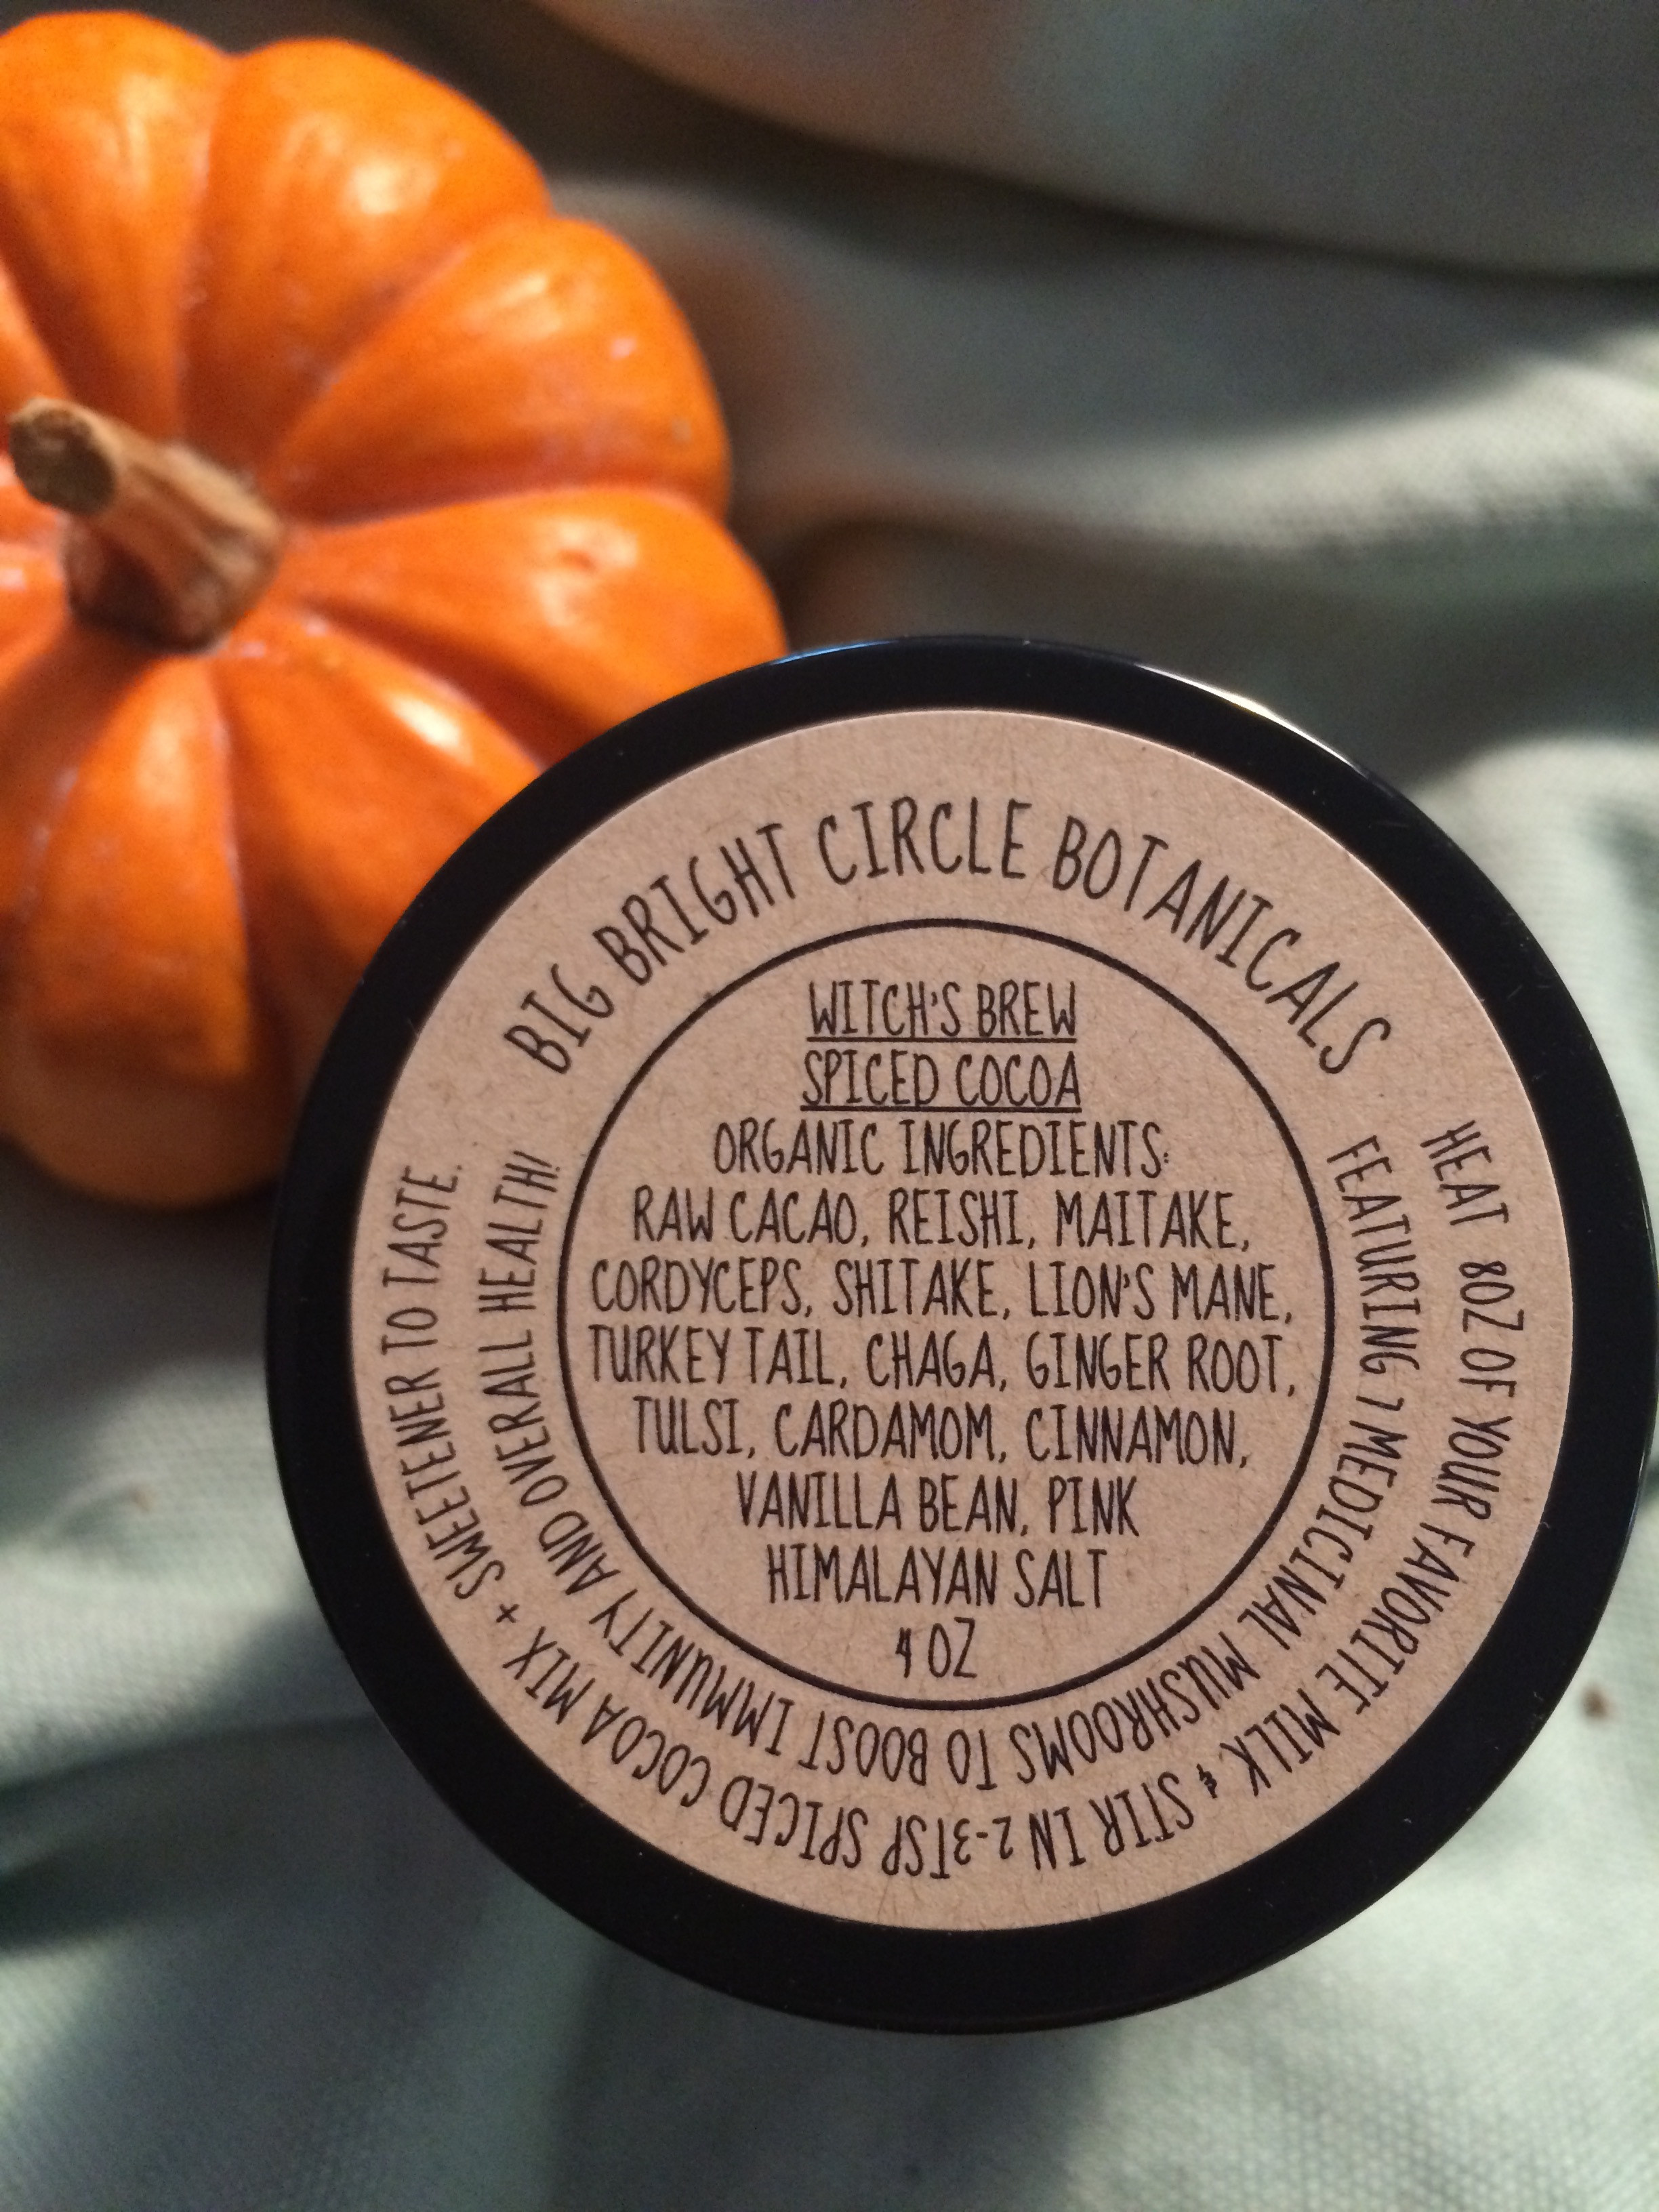 BIG BRIGHT CIRCLE BOTANICALS
WITCH'S BREW
SPICED COCOA
ORGANIC INGREDIENTS:
RAW CACAO, REISHI, MAITAKE,
CORDYCEPS, SHITAKE, LION'S MANE,
TURKEY TAIL, CHAGA, GINGER ROOT,
TULSI, CARDAMOM, CINNAMON,
VANILLA BEAN, PINK
HIMALAYAN SALT
4 OZ
FEATURING 7 MEDICINAL MUSHROOMS TO BOOST IMMUNITY AND OVERALL HEALTH!
HEAT 8OZ OF YOUR FAVORITE MILK & STIR IN 2-3TSP SPICED COCOA MIX + SWEETENER TO TASTE.